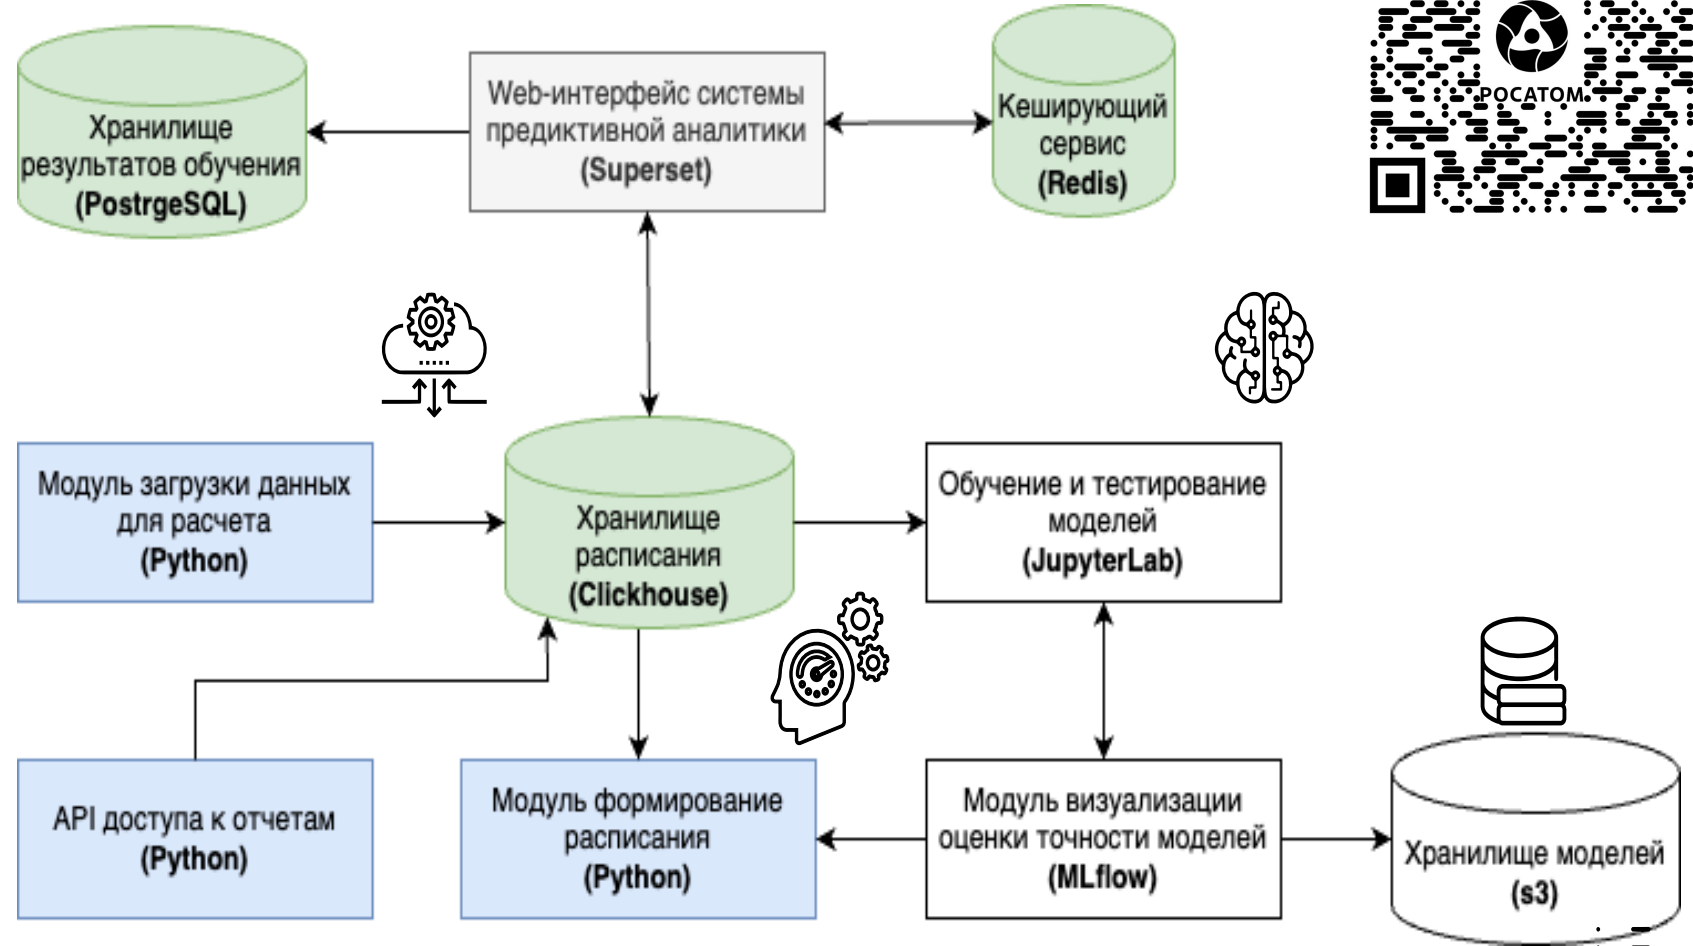 Хранилище
результатов обучения
(PostrgeSQL)
Web-интерфейс системы
предиктивной аналитики
(Superset)
Кеширующий
сервис
(Redis)
РОСАТОМ
Модуль загрузки данных
для расчета
(Python)
Хранилище
расписания
(Clickhouse)
Обучение и тестирование
моделей
(JupyterLab)
API доступа к отчетам
(Python)
Модуль формирование
расписания
(Python)
Модуль визуализации
оценки точности моделей
(MLflow)
Хранилище моделей
(s3)